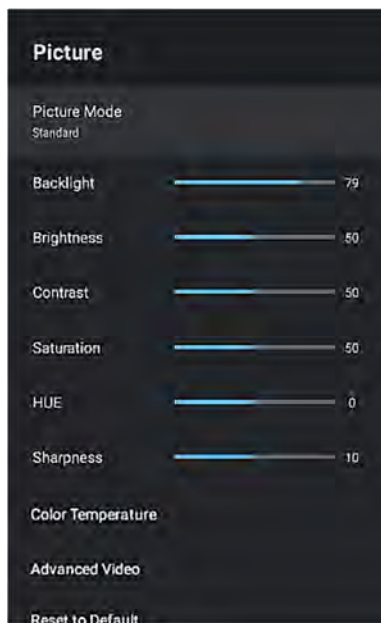 Picture
Picture Mode
Standard
Backlight 79
Brightness 50
Contrast 50
Saturation 50
HUE 0
Sharpness 10
Color Temperature
Advanced Video
Reset to Default